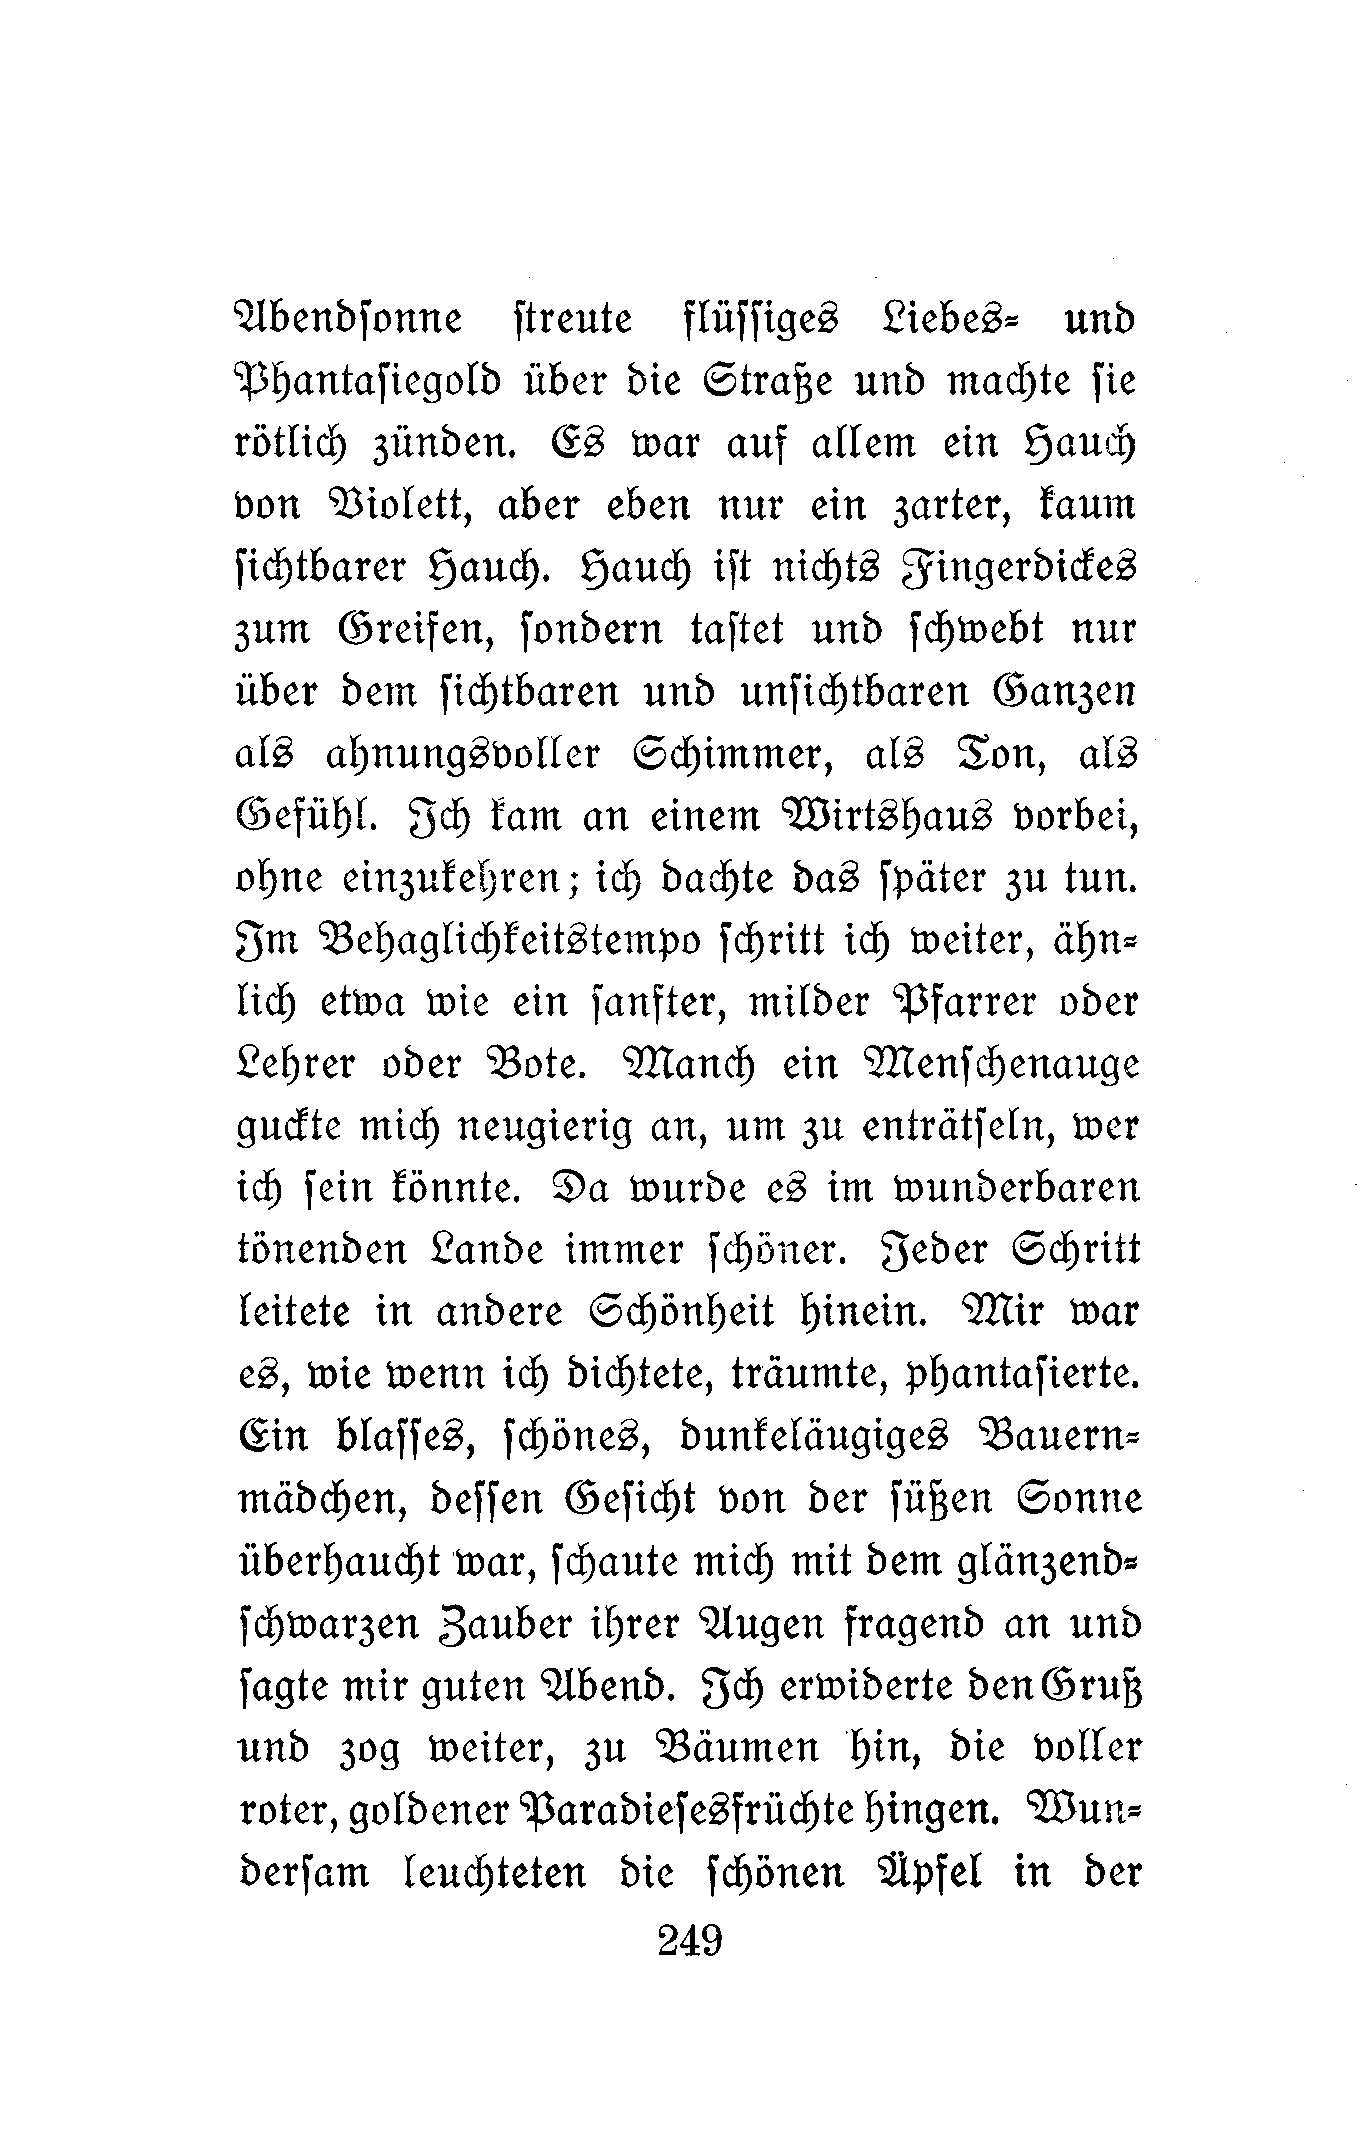 Abendsonne streute flüssiges Liebes-und
Phantasiegold über die Straße und machte sie
rötlich zünden. Es war auf allem ein Hauch
von Violett, aber eben nur ein zarter, kaum
sichtbarer Hauch. Hauch ist nichts Fingerdickes
zum Greifen, sondern tastet und schwebt nur
über dem sichtbaren und unsichtbaren Ganzen
als ahnungsvoller Schimmer, als Ton, als
Gefühl. Ich kam an einem Wirtshaus vorbei,
ohne einzukehren; ich dachte das später zu tun.
Im Behaglichkeitstempo schritt ich weiter, ähn-
lich etwa wie ein sanfter, milder Pfarrer oder
Lehrer oder Bote. Manch ein Menschenauge
guckte mich neugierig an, um zu enträtseln, wer
ich sein könnte. Da wurde es im wunderbaren
tönenden Lande immer schöner. Jeder Schritt
leitete in andere Schönheit hinein. Mir war
es, wie wenn ich dichtete, träumte, phantasierte.
Ein blasses, schönes, dunkeläugiges Bauern-
mädchen, dessen Gesicht von der süßen Sonne
überhaucht war, schaute mich mit dem glänzend-
schwarzen Zauber ihrer Augen fragend an und
sagte mir guten Abend. Ich erwiderte den Gruß
und zog weiter, zu Bäumen hin, die voller
roter, goldener Paradiesesfrüchte hingen. Wun-
dersam leuchteten die schönen Äpfel in der
249